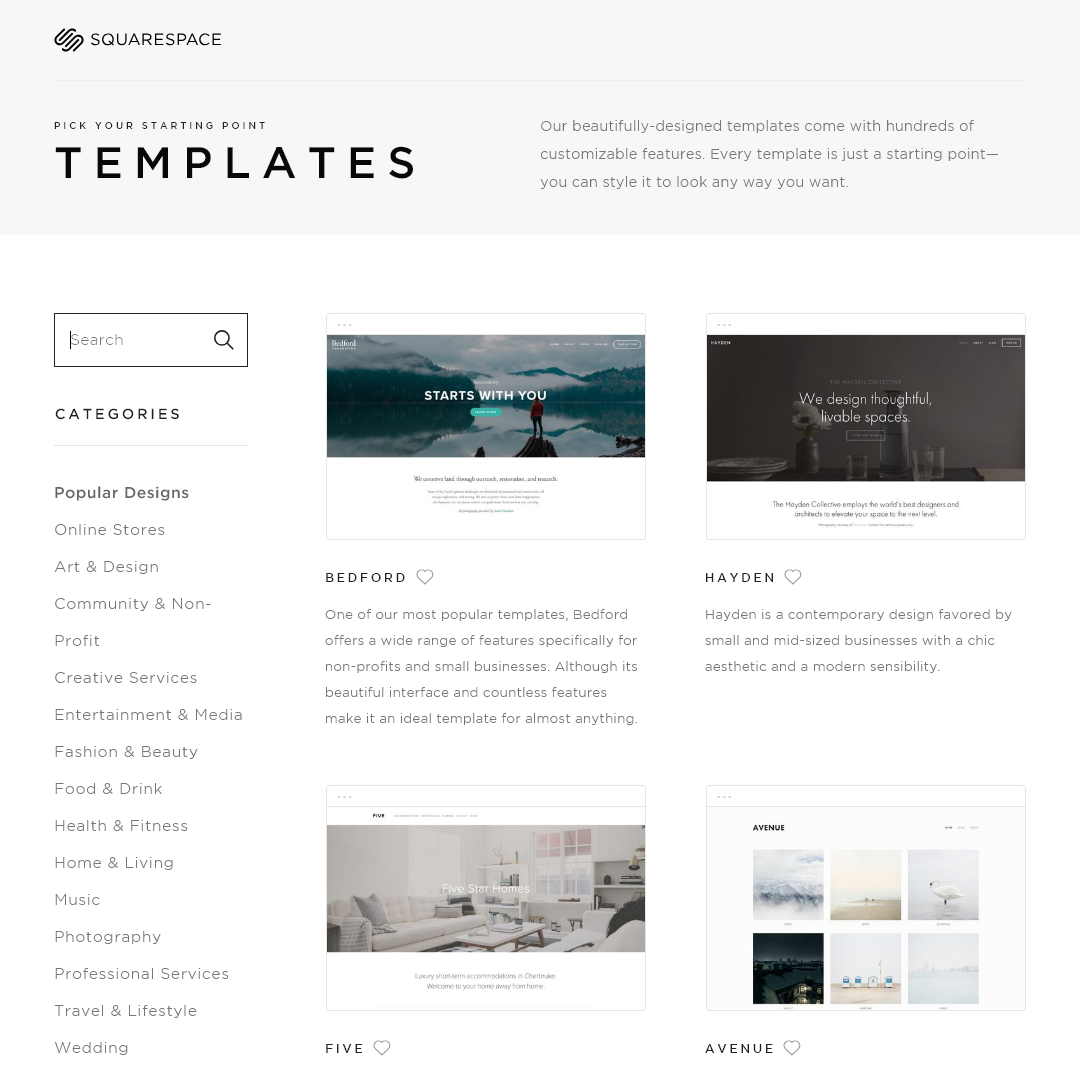 SQUARESPACE
PICK YOUR STARTING POINT
TEMPLATES
Our beautifully-designed templates come with hundreds of
customizable features. Every template is just a starting point—
you can style it to look any way you want.
Search
CATEGORIES
Popular Designs
Online Stores
Art & Design
Community & Non-
Profit
Creative Services
Entertainment & Media
Fashion & Beauty
Food & Drink
Health & Fitness
Home & Living
Music
Photography
Professional Services
Travel & Lifestyle
Wedding
Bedford
STARTS WITH YOU
We conserve land through outreach, restoration, and research.
BEDFORD
One of our most popular templates, Bedford
offers a wide range of features specifically for
non-profits and small businesses. Although its
beautiful interface and countless features
make it an ideal template for almost anything.
HAYDEN
THE HAYDEN COLLECTIVE
We design thoughtful,
livable spaces.
The Hayden Collective employs the world's best designers and
architects to elevate your space to the next level.
HAYDEN
Hayden is a contemporary design favored by
small and mid-sized businesses with a chic
aesthetic and a modern sensibility.
FIVE
Five Star Homes
Luxury short-term accommodations in Cherbruke.
Welcome to your home away from home.
FIVE
AVENUE
AVENUE